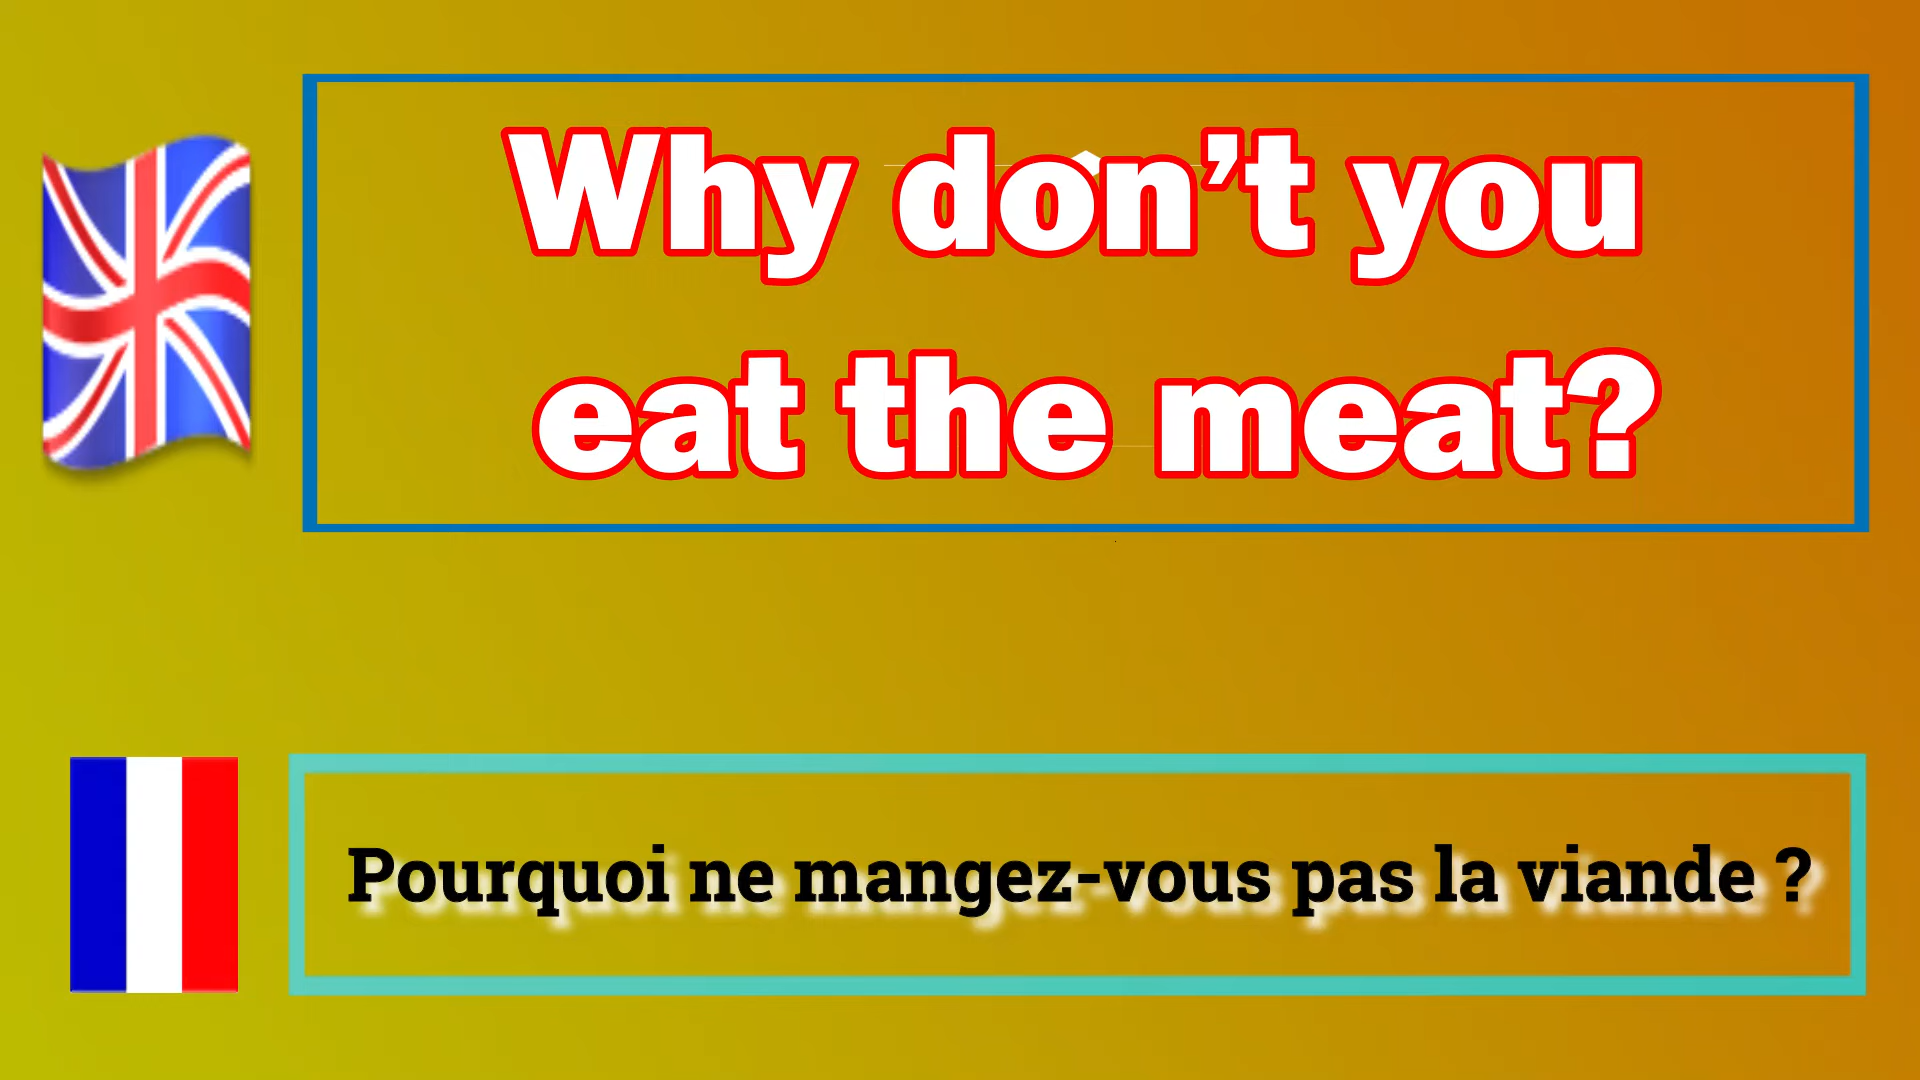 Why don’t you
eat the meat?
Pourquoi ne mangez-vous pas la viande ?